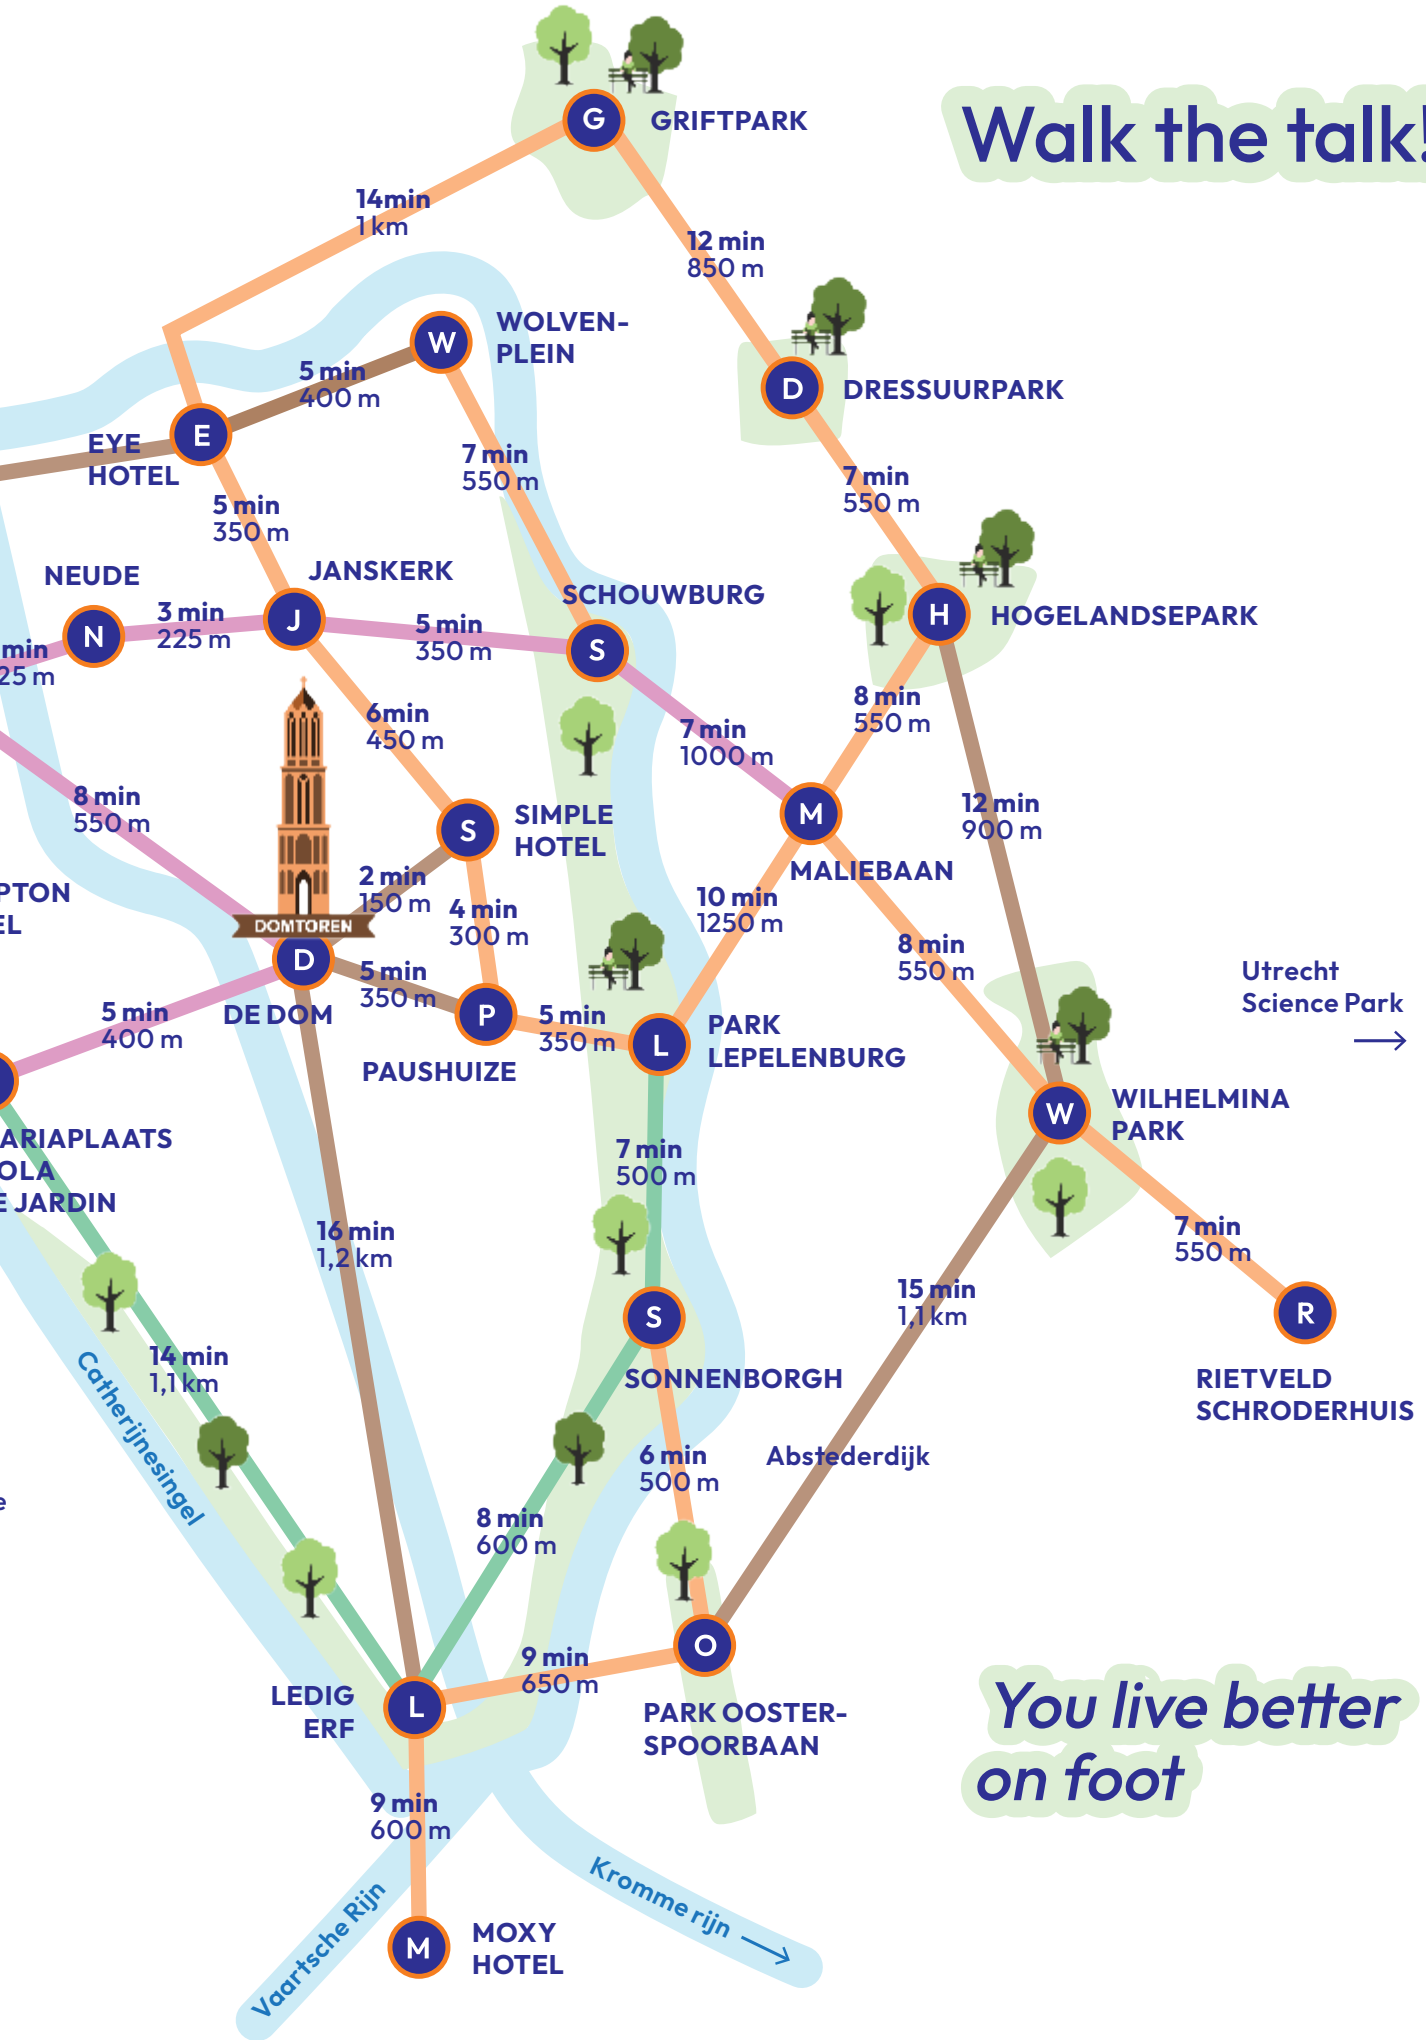 G
GRIFTPARK
Walk the talk!
14min
1 km
12 min
850 m
W
WOLVEN-
PLEIN
5 min
400 m
D
DRESSUURPARK
E
EYE
HOTEL
7 min
550 m
7 min
550 m
5 min
350 m
NEUDE
JANSKERK
SCHOUWBURG
N
3 min
225 m
J
5 min
350 m
S
H
HOGELANDSEPARK
min
25 m
6min
450 m
7 min
1000 m
8 min
550 m
8 min
550 m
S
SIMPLE
HOTEL
M
MALIEBAAN
12 min
900 m
PTON
EL
2 min
150 m
4 min
300 m
10 min
1250 m
DOMTOREN
D
DE DOM
5 min
350 m
8 min
550 m
Utrecht
Science Park
5 min
400 m
P
PAUSHUIZE
5 min
350 m
L
PARK
LEPELENBURG
W
WILHELMINA
PARK
ARIAPLAATS
OLA
E JARDIN
7 min
500 m
16 min
1,2 km
7 min
550 m
15 min
1,1 km
S
SONNENBORGH
R
RIETVELD
SCHRODERHUIS
14 min
1,1 km
Catherijnesingel
6 min
500 m
Abstederdijk
e
8 min
600 m
O
PARK OOSTER-
SPOORBAAN
9 min
650 m
LEDIG
ERF
L
You live better
on foot
9 min
600 m
Kromme rijn
Vaartsche Rijn
M
MOXY
HOTEL